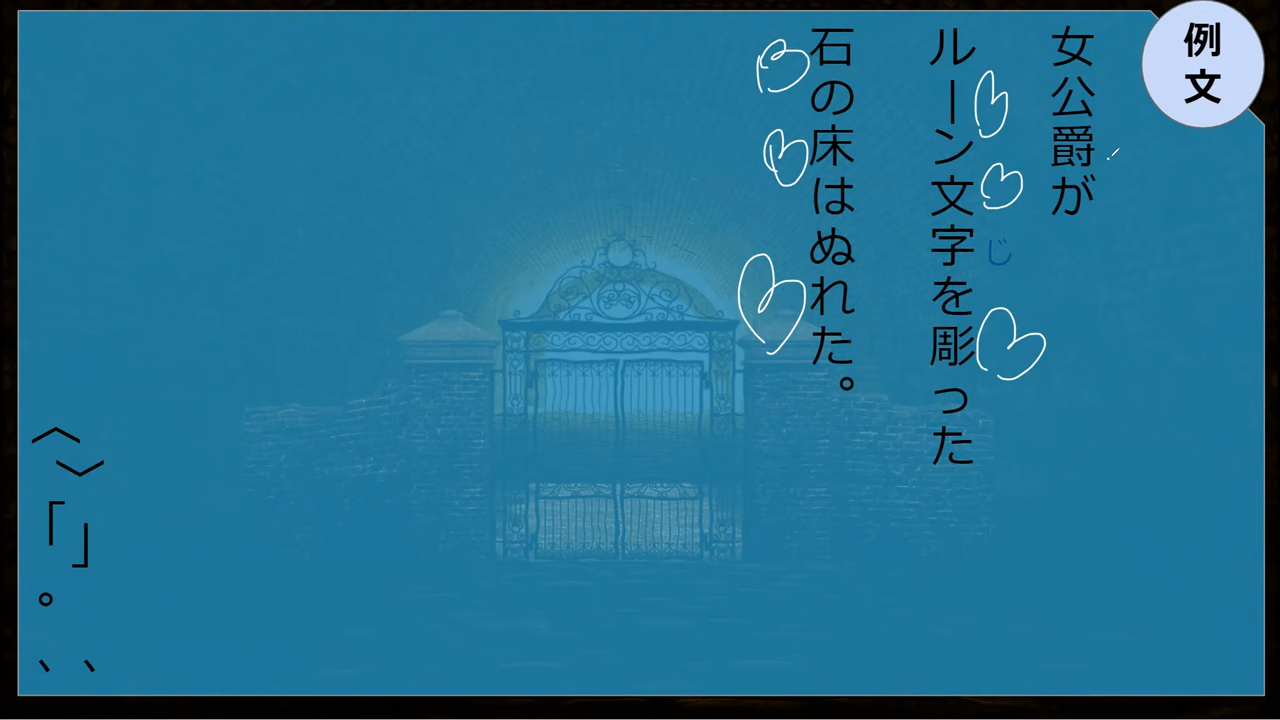 例文
女公爵が
ルーン文字を彫った
じ
石の床はぬれた。
〈〉
「」
。
、、